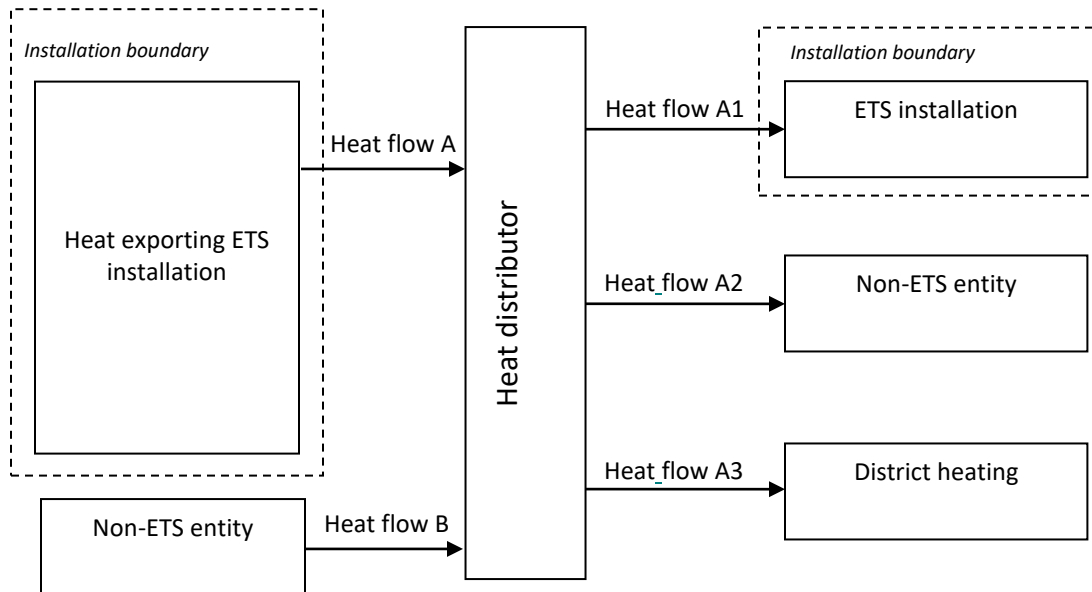 Installation boundary
Heat exporting ETS
installation
Heat flow A
Non-ETS entity
Heat flow B
Heat distributor
Heat flow A1
Installation boundary
ETS installation
Heat flow A2
Non-ETS entity
Heat flow A3
District heating